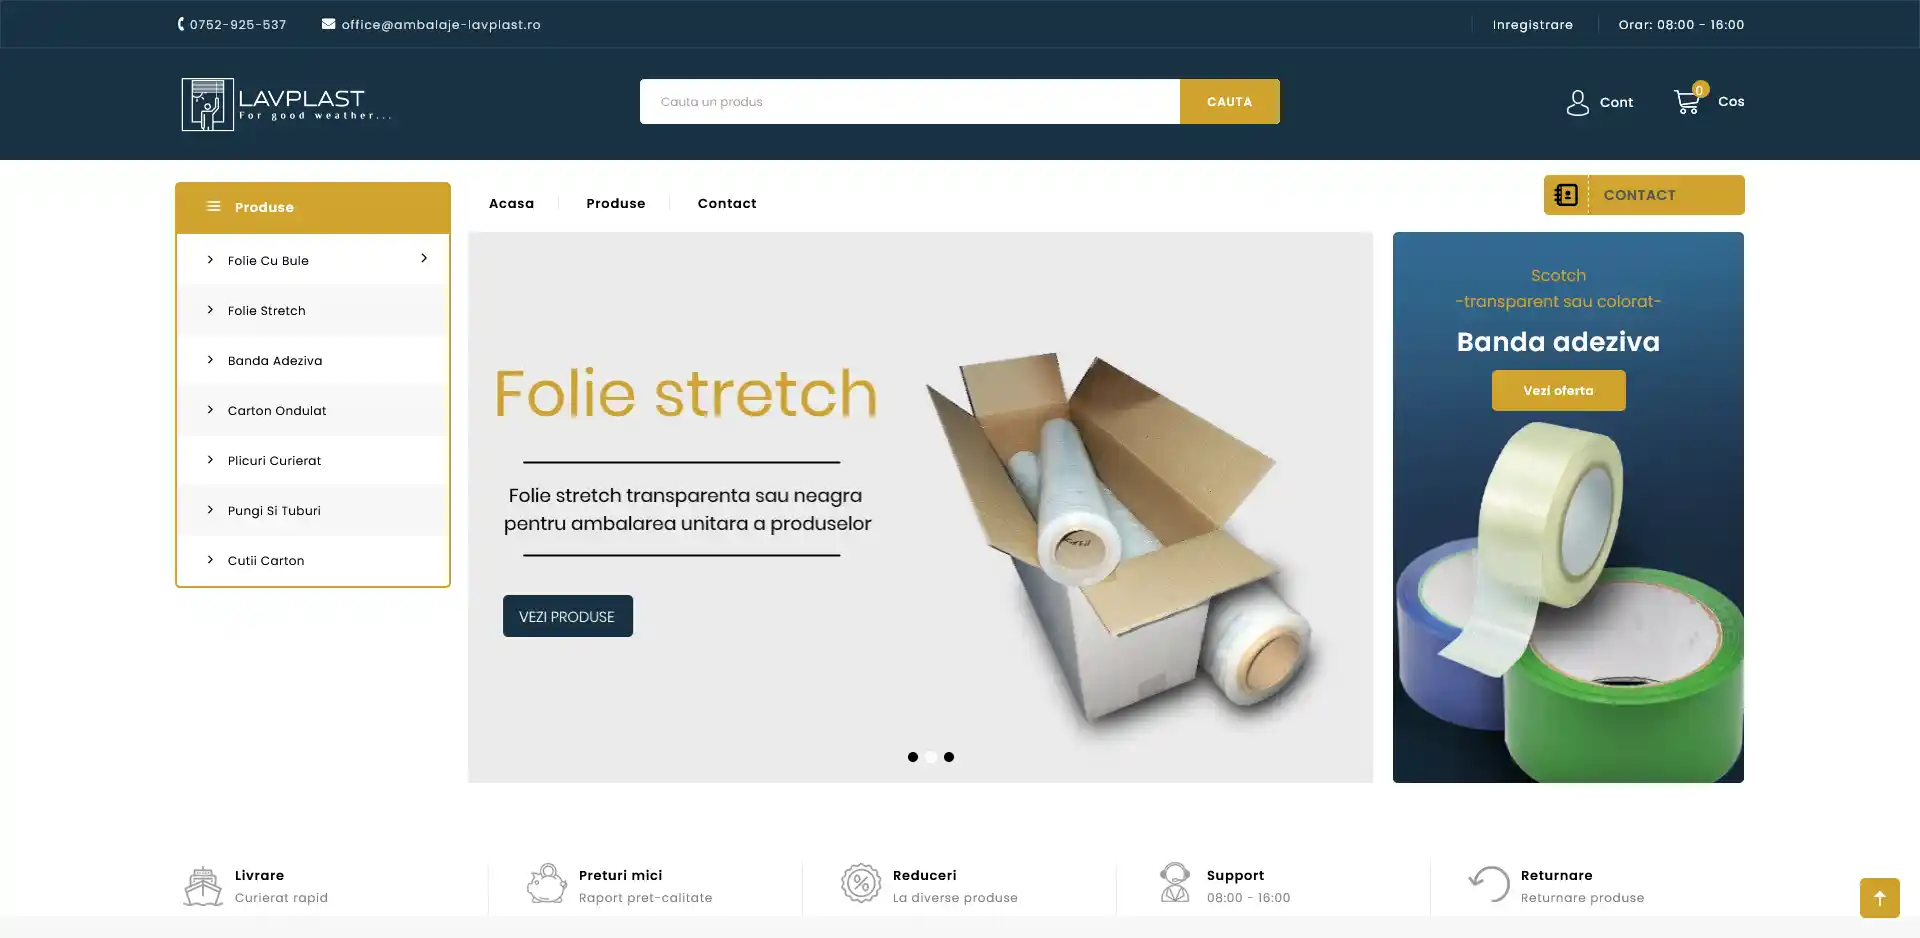 0752-925-537
office@ambalaje-lavplast.ro
Inregistrare
Orar: 08:00 - 16:00
LAVPLAST
For good weather...
Cauta un produs
CAUTA
Cont
0
Cos
Produse
Acasa
Produse
Contact
CONTACT
Folie Cu Bule
Folie Stretch
Banda Adeziva
Carton Ondulat
Plicuri Curierat
Pungi Si Tuburi
Cutii Carton
Folie stretch
Folie stretch transparenta sau neagra
pentru ambalarea unitara a produselor
VEZI PRODUSE
Scotch
-transparent sau colorat-
Banda adeziva
Vezi oferta
Livrare
Curierat rapid
Preturi mici
Raport pret-calitate
Reduceri
La diverse produse
Support
08:00 - 16:00
Returnare
Returnare produse